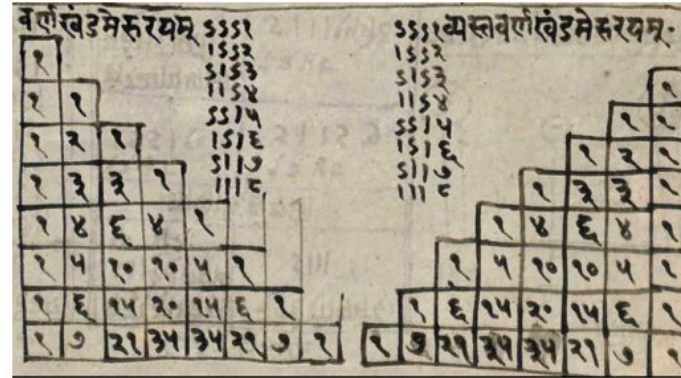 वर्णखंडमेरुरयम्
१
१ १
१ २ १
१ ३ ३ १
१ ४ ६ ४ १
१ ५ १० १० ५ १
१ ६ १५ २० १५ ६ १
१ ७ २१ ३५ ३५ २१ ७ १
ऽऽऽ१
।ऽऽ२
ऽ।ऽ३
।।ऽ४
ऽऽ।५
।ऽ।६
ऽ।।७
।।।८
ऽऽऽ१
।ऽऽ२
ऽ।ऽ३
।।ऽ४
ऽऽ।५
।ऽ।६
ऽ।।७
।।।८
व्यस्तवर्णखंडमेरुरयम्
१
१ १
१ २ १
१ ३ ३ १
१ ४ ६ ४ १
१ ५ १० १० ५ १
१ ६ १५ २० १५ ६ १
१ ७ २१ ३५ ३५ २१ ७ १